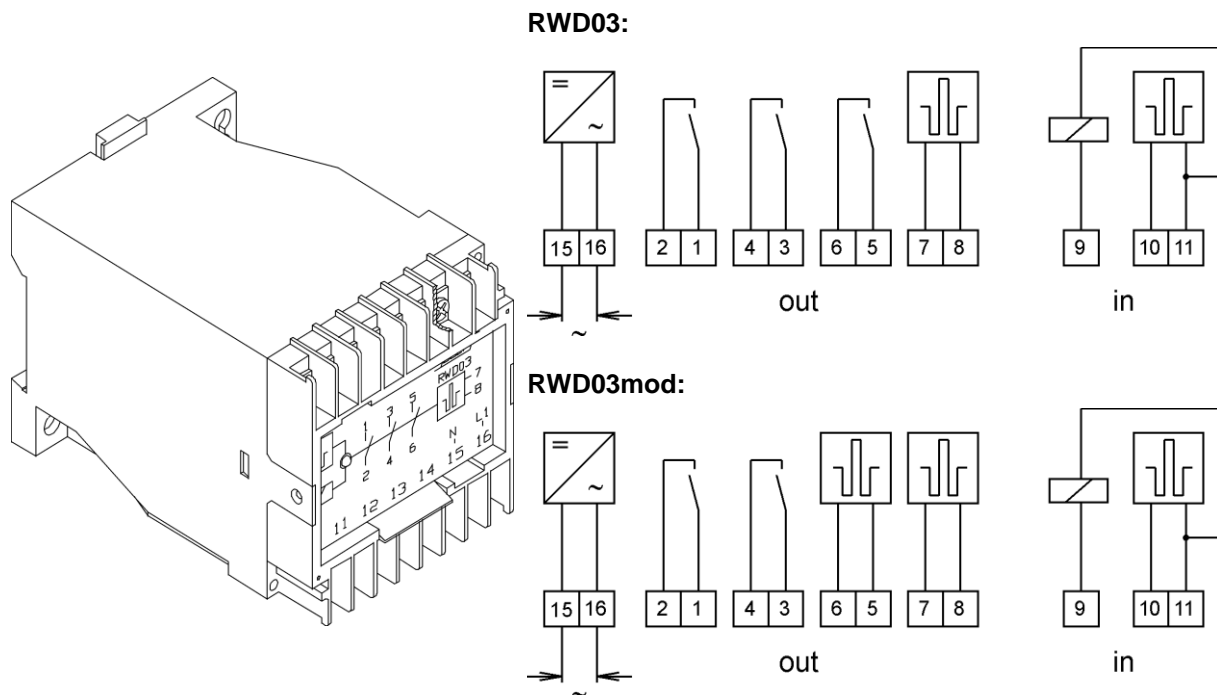 RWD03:
= ~
15 16 2 1 4 3 6 5 7 8 9 10 11
out in
~
RWD03
7
8
1 3 5
2 4 6
N L1
15 16
11 12 13 14
RWD03mod:
= ~
15 16 2 1 4 3 6 5 7 8 9 10 11
out in
~